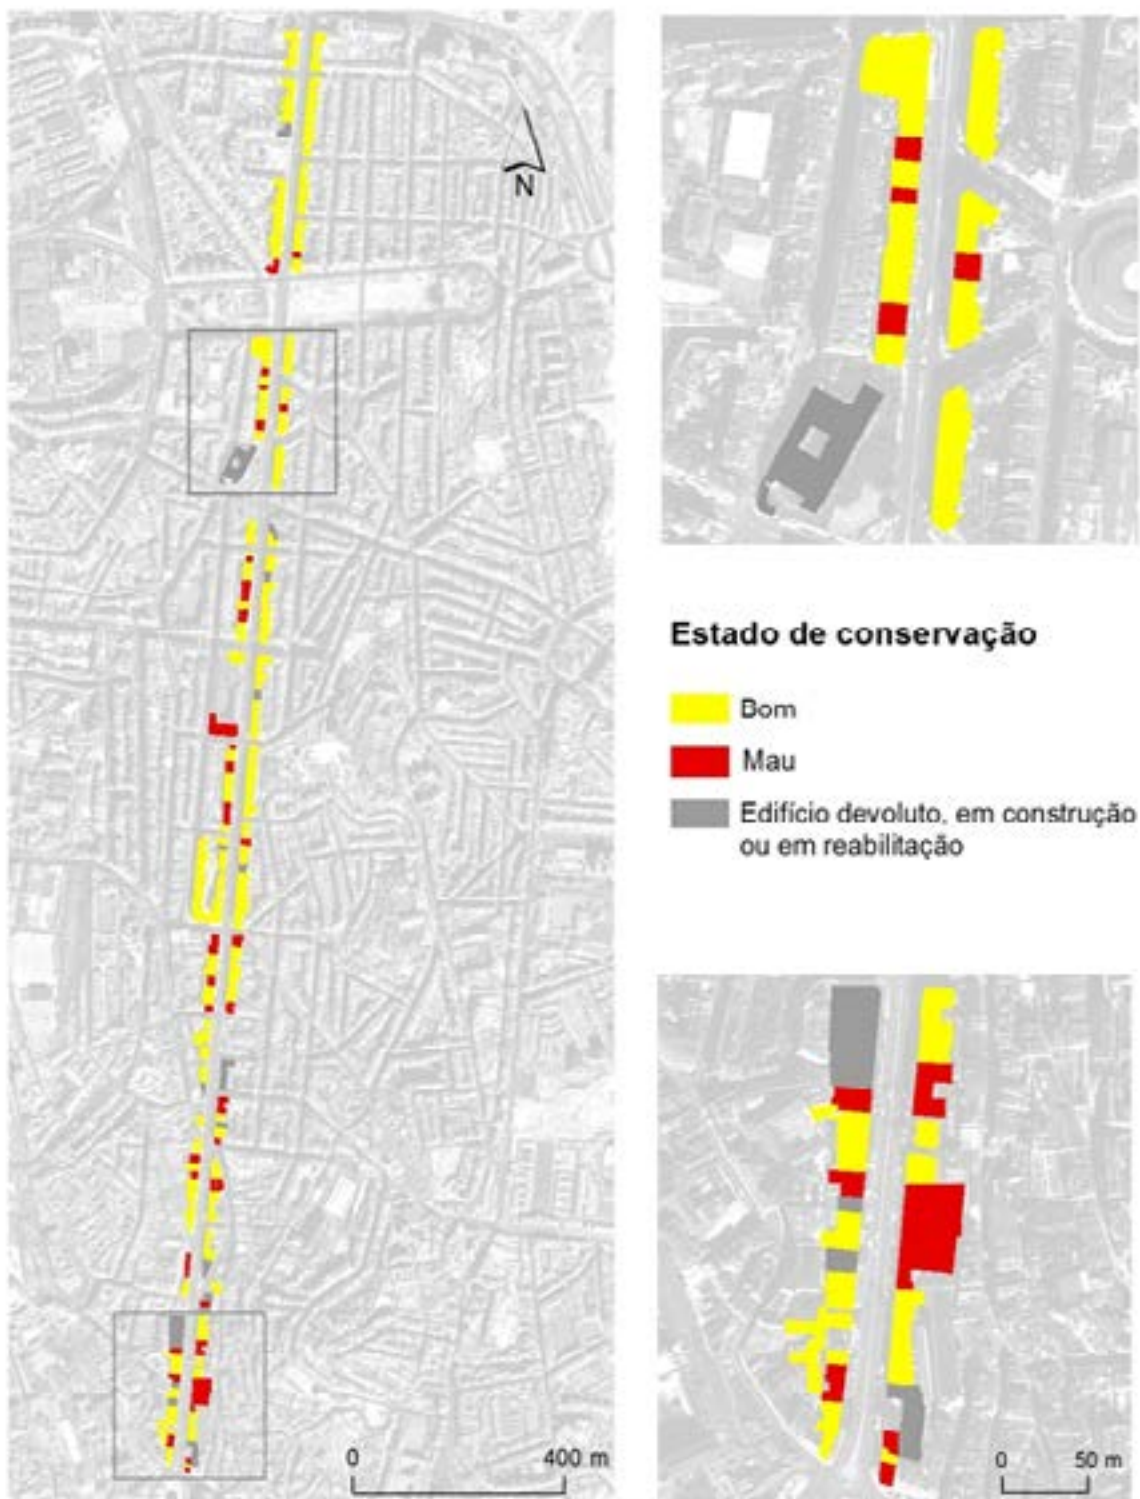 N
Estado de conservação
Bom
Mau
Edifício devoluto, em construção
ou em reabilitação
0 400 m
0 50 m